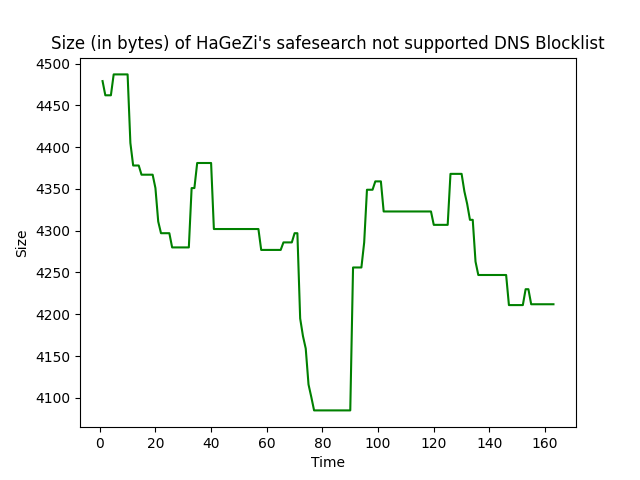 Size (in bytes) of HaGeZi's safesearch not supported DNS Blocklist
4500
4450
4400
4350
4300
4250
4200
4150
4100
Size
0 20 40 60 80 100 120 140 160
Time